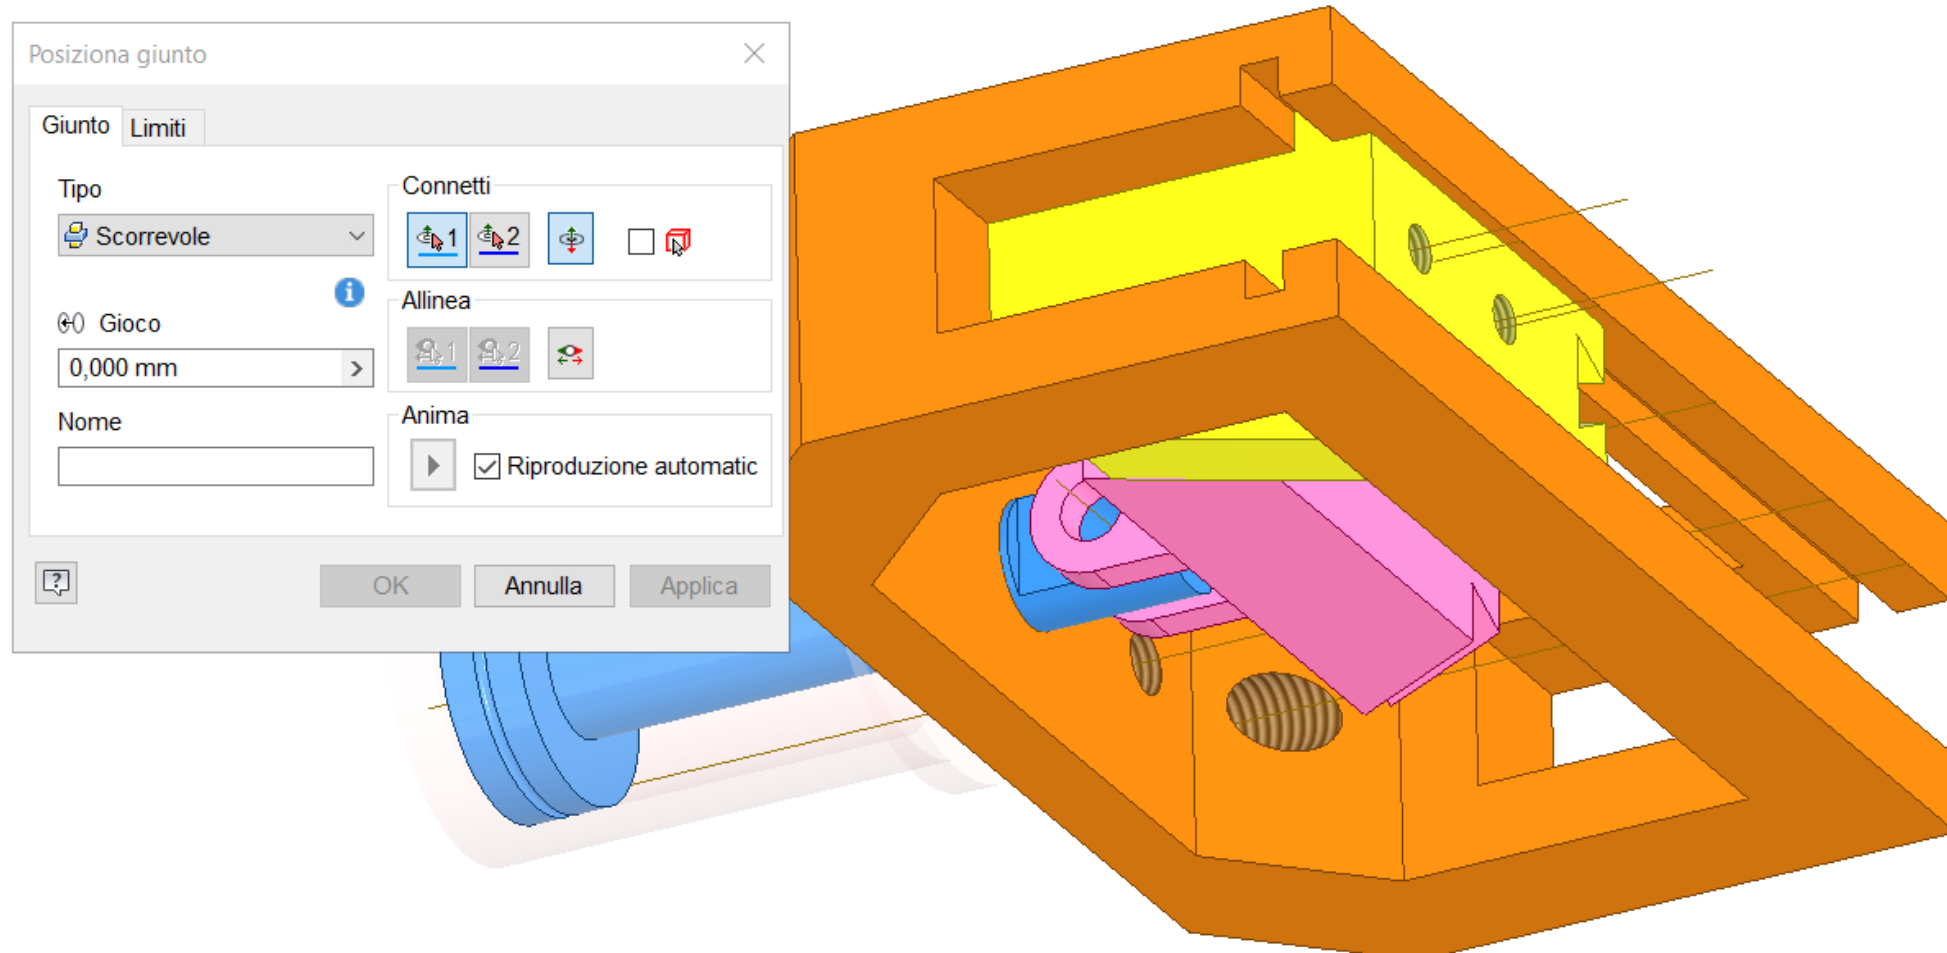 Posiziona giunto
Giunto
Limiti
Tipo
Scorrevole
Gioco
0,000 mm
Nome
Connetti
1
2
Allinea
1
2
Anima
Riproduzione automatic
OK
Annulla
Applica